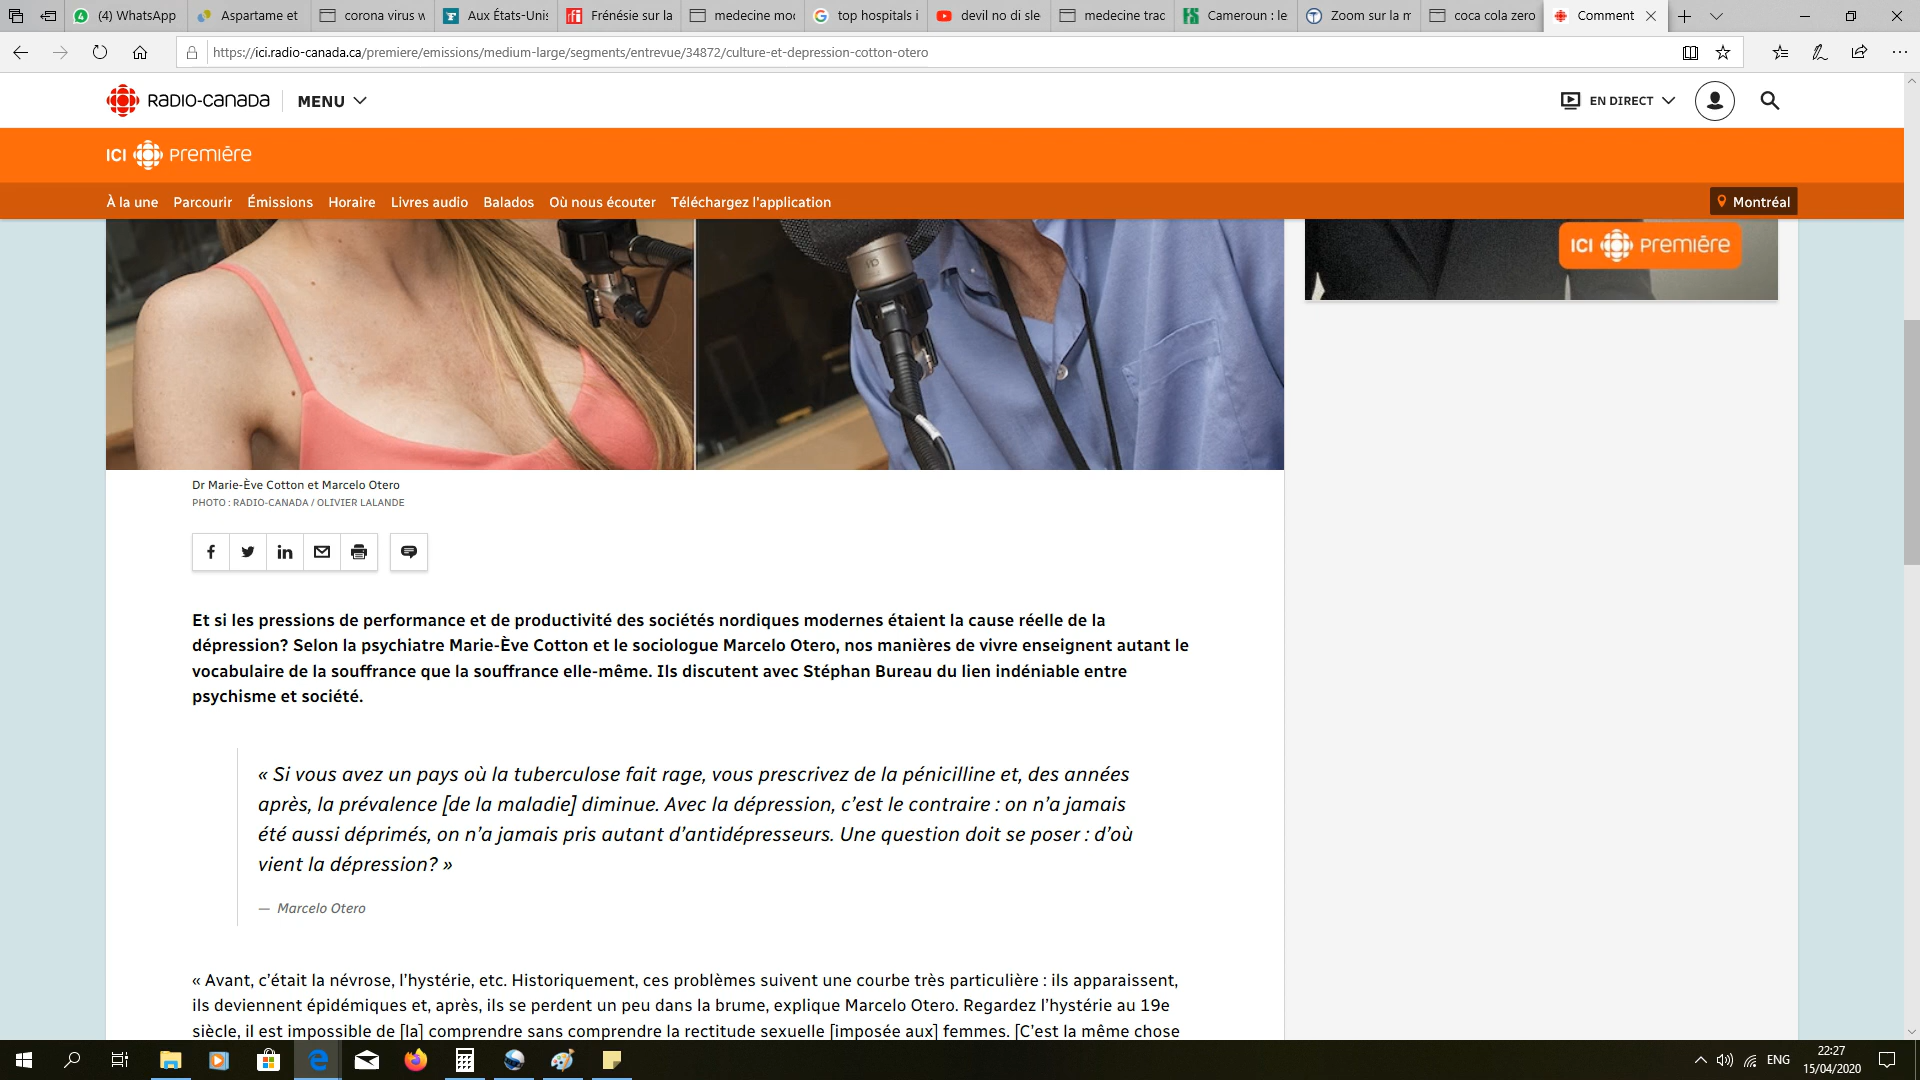 (4) WhatsApp
Aspartame et
corona virus w
Aux États-Unis
Frénésie sur la
medecine mod
top hospitals i
devil no di sle
medecine trac
Cameroun : le
Zoom sur la m
coca cola zero
Comment
https://ici.radio-canada.ca/premiere/emissions/medium-large/segments/entrevue/34872/culture-et-depression-cotton-otero
RADIO-CANADA
MENU
EN DIRECT
ICI PREMIÈRE
À la une Parcourir Émissions Horaire Livres audio Balados Où nous écouter Téléchargez l'application
Montréal
ICI PREMIÈRE
Dr Marie-Ève Cotton et Marcelo Otero
PHOTO : RADIO-CANADA / OLIVIER LALANDE
Et si les pressions de performance et de productivité des sociétés nordiques modernes étaient la cause réelle de la
dépression? Selon la psychiatre Marie-Ève Cotton et le sociologue Marcelo Otero, nos manières de vivre enseignent autant le
vocabulaire de la souffrance que la souffrance elle-même. Ils discutent avec Stéphan Bureau du lien indéniable entre
psychisme et société.
« Si vous avez un pays où la tuberculose fait rage, vous prescrivez de la pénicilline et, des années
après, la prévalence [de la maladie] diminue. Avec la dépression, c’est le contraire : on n’a jamais
été aussi déprimés, on n’a jamais pris autant d’antidépresseurs. Une question doit se poser : d’où
vient la dépression? »
— Marcelo Otero
« Avant, c’était la névrose, l’hystérie, etc. Historiquement, ces problèmes suivent une courbe très particulière : ils apparaissent,
ils deviennent épidémiques et, après, ils se perdent un peu dans la brume, explique Marcelo Otero. Regardez l’hystérie au 19e
siècle, il est impossible de [la] comprendre sans comprendre la rectitude sexuelle [imposée aux] femmes. [C’est la même chose
ENG
22:27
15/04/2020